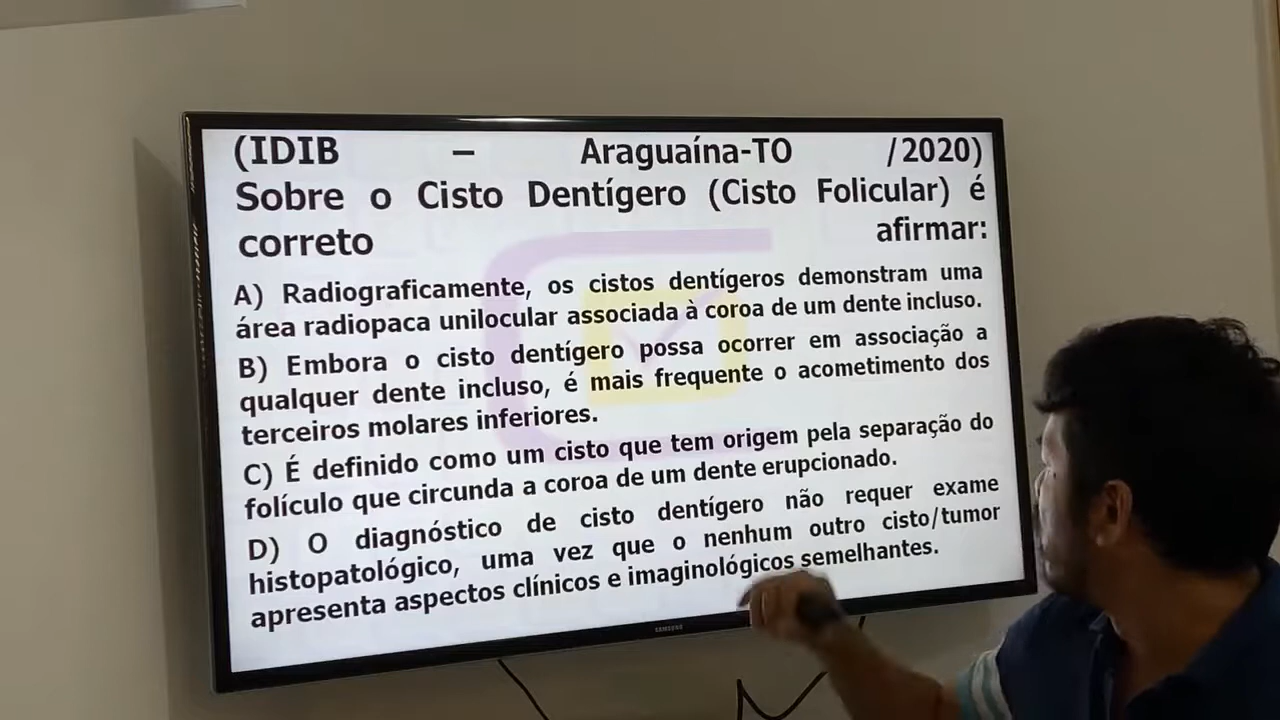 (IDIB – Araguaína-TO /2020)
Sobre o Cisto Dentígero (Cisto Folicular) é
correto afirmar:
A) Radiograficamente, os cistos dentígeros demonstram uma
área radiopaca unilocular associada à coroa de um dente incluso.
B) Embora o cisto dentígero possa ocorrer em associação a
qualquer dente incluso, é mais frequente o acometimento dos
terceiros molares inferiores.
C) É definido como um cisto que tem origem pela separação do
folículo que circunda a coroa de um dente erupcionado.
D) O diagnóstico de cisto dentígero não requer exame
histopatológico, uma vez que o nenhum outro cisto/tumor
apresenta aspectos clínicos e imaginológicos semelhantes.
SAMSUNG